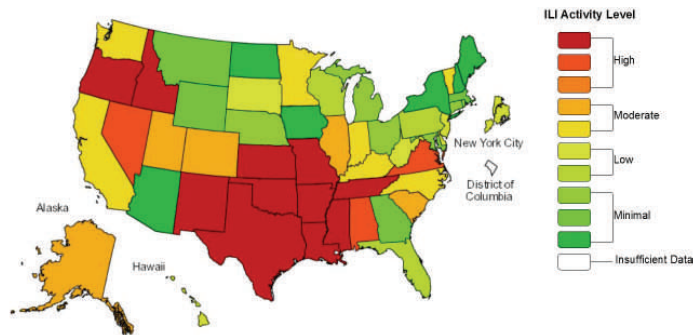 ILI Activity Level
High
Moderate
Low
Minimal
Insufficient Data
New York City
District of
Columbia
Alaska
Hawaii